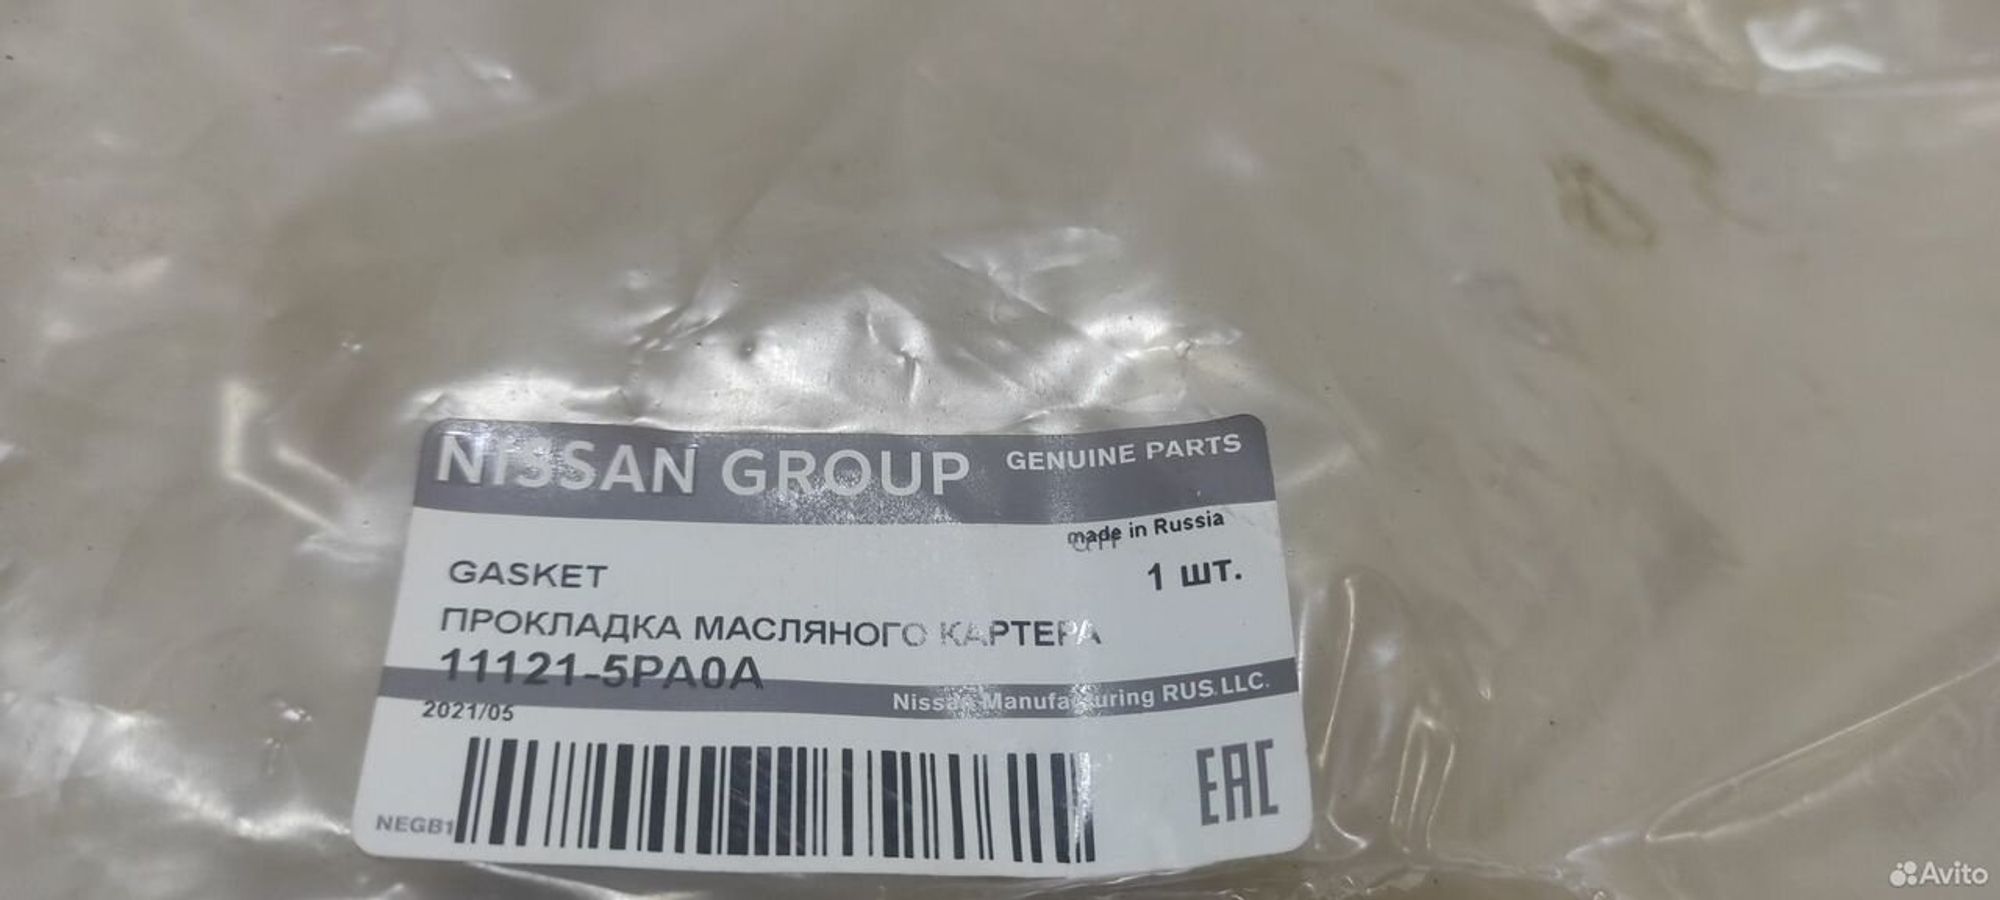 NISSAN GROUP GENUINE PARTS
made in Russia
GASKET 1 шт.
ПРОКЛАДКА МАСЛЯНОГО КАРТЕРА
11121-5PA0A
Nissan Manufacturing RUS LLC.
2021/05
NEGB1
EAC
Avito